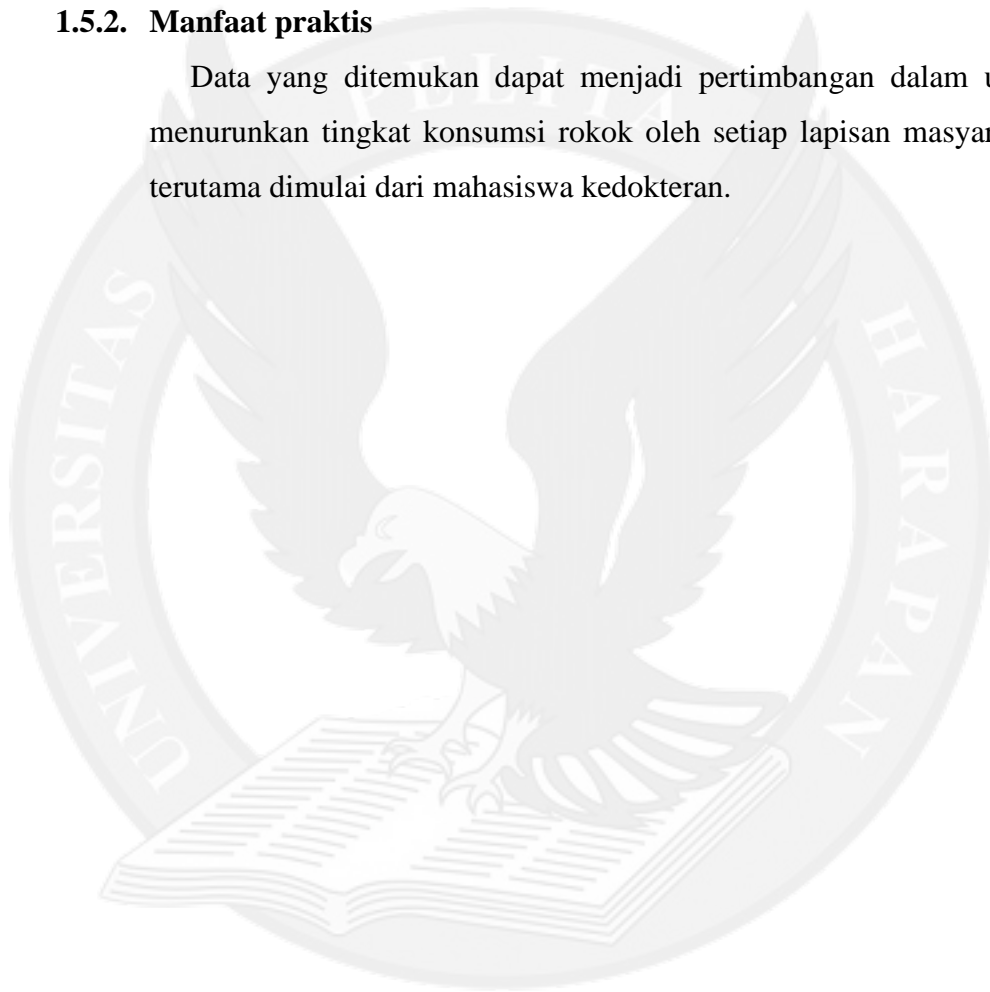 1.5.2. Manfaat praktis
Data yang ditemukan dapat menjadi pertimbangan dalam
menurunkan tingkat konsumsi rokok oleh setiap lapisan
terutama dimulai dari mahasiswa kedokteran.
UNIVERSITAS PELITA HARAPAN